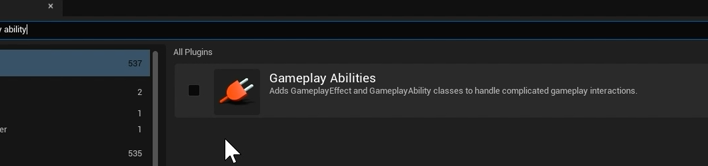 y ability
All Plugins
537
Gameplay Abilities
Adds GameplayEffect and GameplayAbility classes to handle complicated gameplay interactions.
2
1
er 1
535